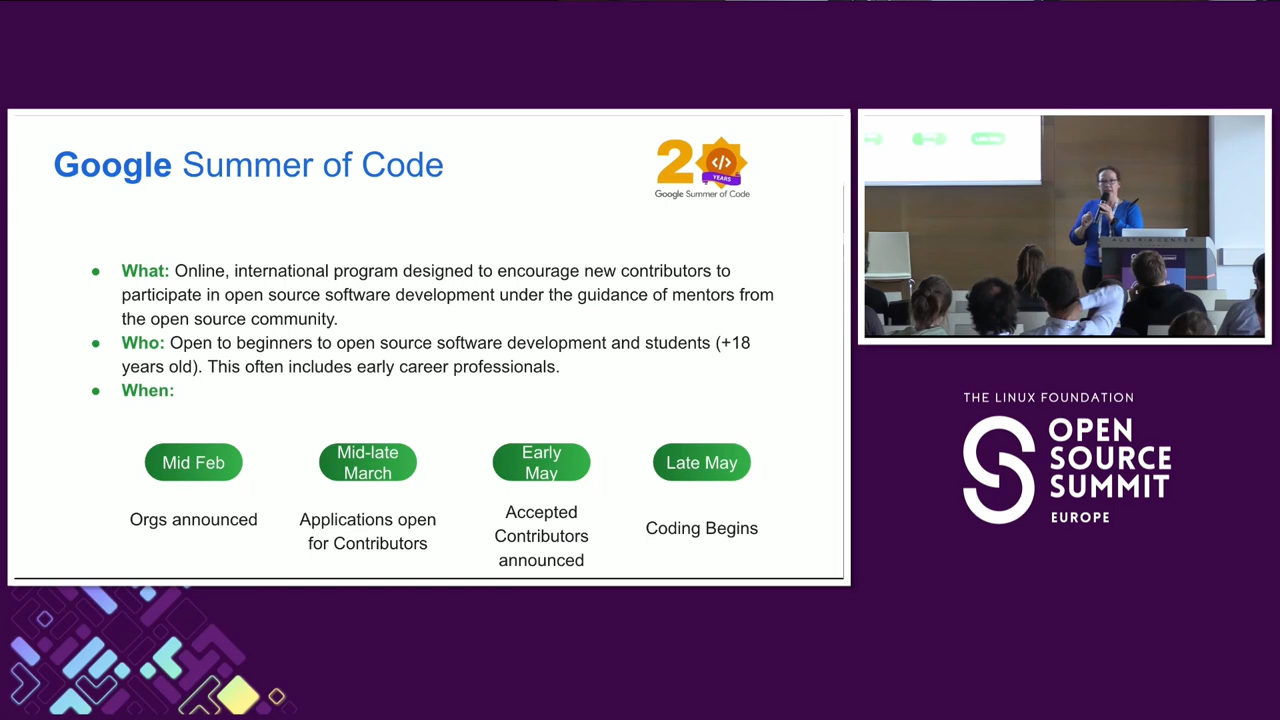 Google Summer of Code
20
</>
YEARS
Google Summer of Code
● What: Online, international program designed to encourage new contributors to
participate in open source software development under the guidance of mentors from
the open source community.
● Who: Open to beginners to open source software development and students (+18
years old). This often includes early career professionals.
● When:
Mid Feb
Mid-late
March
Early
May
Late May
Orgs announced
Applications open
for Contributors
Accepted
Contributors
announced
Coding Begins
AUSTRIA CENTER
THE LINUX FOUNDATION
OPEN
SOURCE
SUMMIT
EUROPE